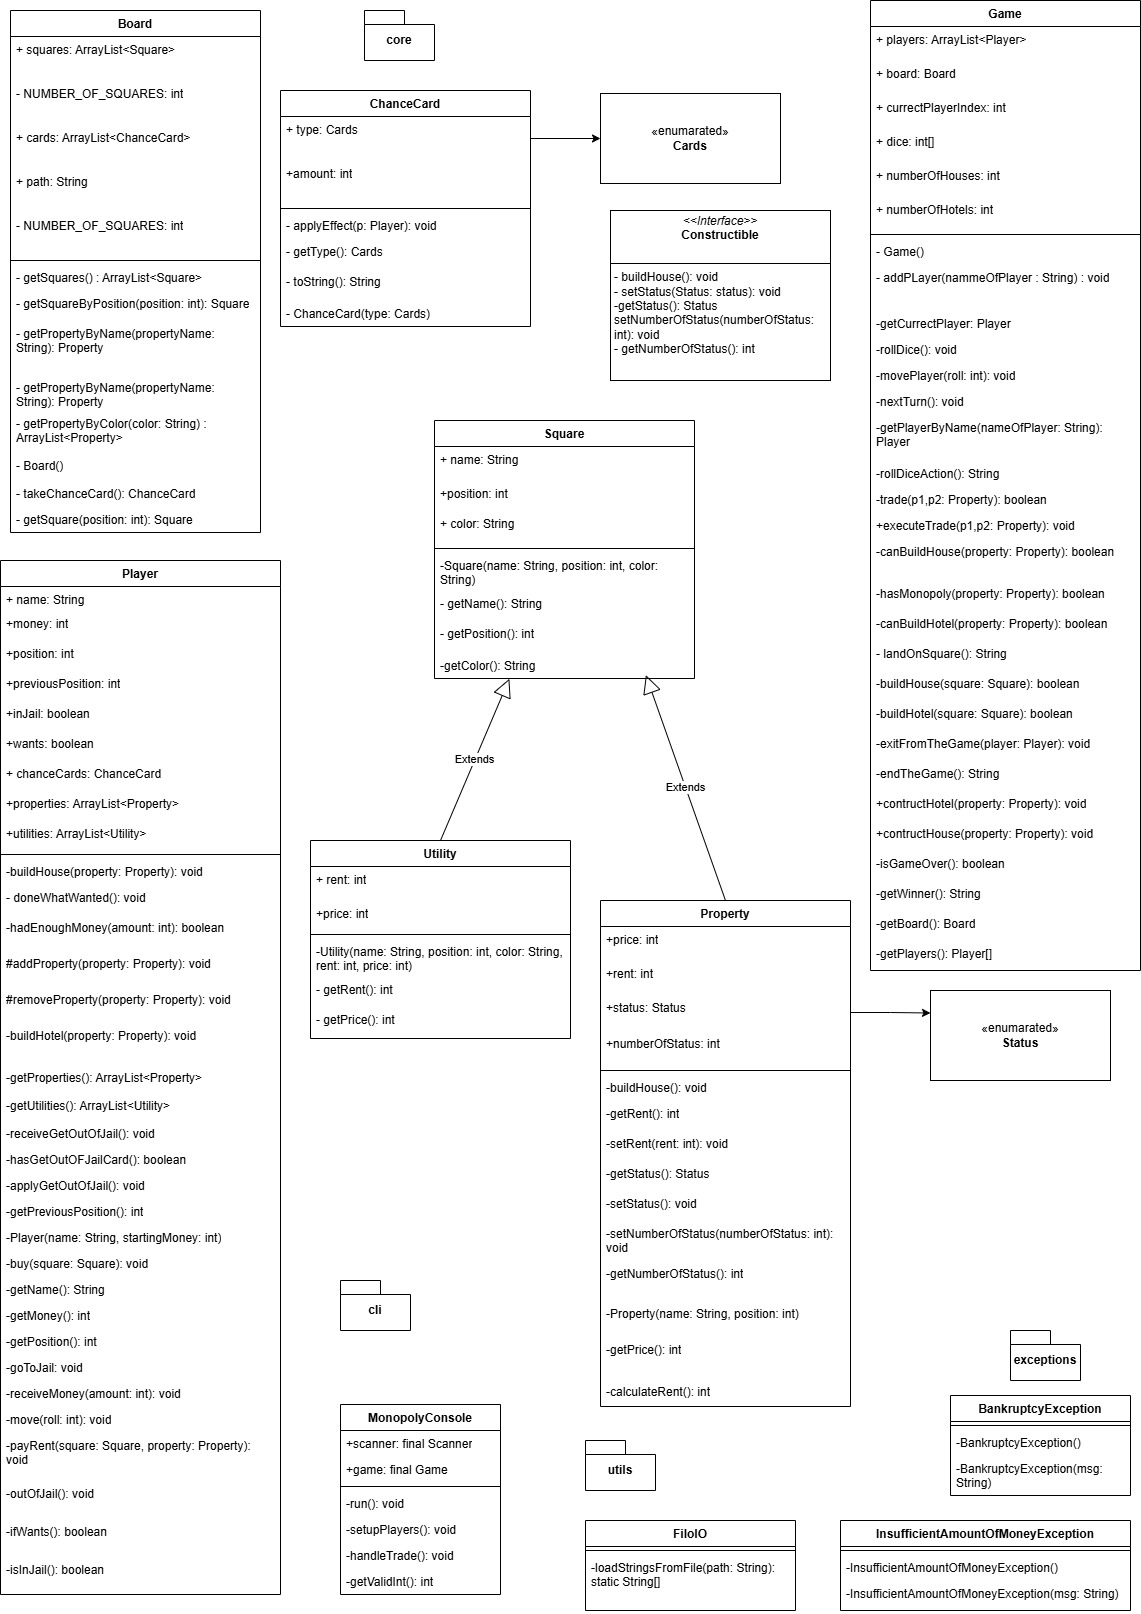 Board
+ squares: ArrayList<Square>
- NUMBER_OF_SQUARES: int
+ cards: ArrayList<ChanceCard>
+ path: String
- NUMBER_OF_SQUARES: int
- getSquares() : ArrayList<Square>
- getSquareByPosition(position: int): Square
- getPropertyByName(propertyName:
String): Property
- getPropertyByName(propertyName:
String): Property
- getPropertyByColor(color: String) :
ArrayList<Property>
- Board()
- takeChanceCard(): ChanceCard
- getSquare(position: int): Square
core
ChanceCard
+ type: Cards
+amount: int
- applyEffect(p: Player): void
- getType(): Cards
- toString(): String
- ChanceCard(type: Cards)
«enumarated»
Cards
<<Interface>>
Constructible
- buildHouse(): void
- setStatus(Status: status): void
-getStatus(): Status
setNumberOfStatus(numberOfStatus:
int): void
- getNumberOfStatus(): int
Game
+ players: ArrayList<Player>
+ board: Board
+ currectPlayerIndex: int
+ dice: int[]
+ numberOfHouses: int
+ numberOfHotels: int
- Game()
- addPLayer(nammeOfPlayer : String) : void
-getCurrectPlayer: Player
-rollDice(): void
-movePlayer(roll: int): void
-nextTurn(): void
-getPlayerByName(nameOfPlayer: String):
Player
-rollDiceAction(): String
-trade(p1,p2: Property): boolean
+executeTrade(p1,p2: Property): void
-canBuildHouse(property: Property): boolean
-hasMonopoly(property: Property): boolean
-canBuildHotel(property: Property): boolean
- landOnSquare(): String
-buildHouse(square: Square): boolean
-buildHotel(square: Square): boolean
-exitFromTheGame(player: Player): void
-endTheGame(): String
+contructHotel(property: Property): void
+contructHouse(property: Property): void
-isGameOver(): boolean
-getWinner(): String
-getBoard(): Board
-getPlayers(): Player[]
Square
+ name: String
+position: int
+ color: String
-Square(name: String, position: int, color:
String)
- getName(): String
- getPosition(): int
-getColor(): String
Extends
Extends
Player
+ name: String
+money: int
+position: int
+previousPosition: int
+inJail: boolean
+wants: boolean
+ chanceCards: ChanceCard
+properties: ArrayList<Property>
+utilities: ArrayList<Utility>
-buildHouse(property: Property): void
- doneWhatWanted(): void
-hadEnoughMoney(amount: int): boolean
#addProperty(property: Property): void
#removeProperty(property: Property): void
-buildHotel(property: Property): void
-getProperties(): ArrayList<Property>
-getUtilities(): ArrayList<Utility>
-receiveGetOutOfJail(): void
-hasGetOutOFJailCard(): boolean
-applyGetOutOfJail(): void
-getPreviousPosition(): int
-Player(name: String, startingMoney: int)
-buy(square: Square): void
-getName(): String
-getMoney(): int
-getPosition(): int
-goToJail: void
-receiveMoney(amount: int): void
-move(roll: int): void
-payRent(square: Square, property: Property):
void
-outOfJail(): void
-ifWants(): boolean
-isInJail(): boolean
Utility
+ rent: int
+price: int
-Utility(name: String, position: int, color: String,
rent: int, price: int)
- getRent(): int
- getPrice(): int
Property
+price: int
+rent: int
+status: Status
+numberOfStatus: int
-buildHouse(): void
-getRent(): int
-setRent(rent: int): void
-getStatus(): Status
-setStatus(): void
-setNumberOfStatus(numberOfStatus: int):
void
-getNumberOfStatus(): int
-Property(name: String, position: int)
-getPrice(): int
-calculateRent(): int
«enumarated»
Status
cli
MonopolyConsole
+scanner: final Scanner
+game: final Game
-run(): void
-setupPlayers(): void
-handleTrade(): void
-getValidInt(): int
utils
FiloIO
-loadStringsFromFile(path: String):
static String[]
exceptions
BankruptcyException
-BankruptcyException()
-BankruptcyException(msg:
String)
InsufficientAmountOfMoneyException
-InsufficientAmountOfMoneyException()
-InsufficientAmountOfMoneyException(msg: String)